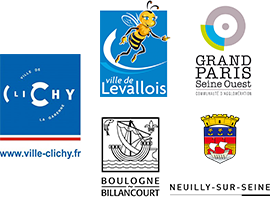 VILLE DE
CLICHY
LA GARENNE
www.ville-clichy.fr
ville de
Levallois
GRAND
PARIS
Seine Ouest
COMMUNAUTÉ D'AGGLOMÉRATION
BOULOGNE
BILLANCOURT
NEUILLY-SUR-SEINE